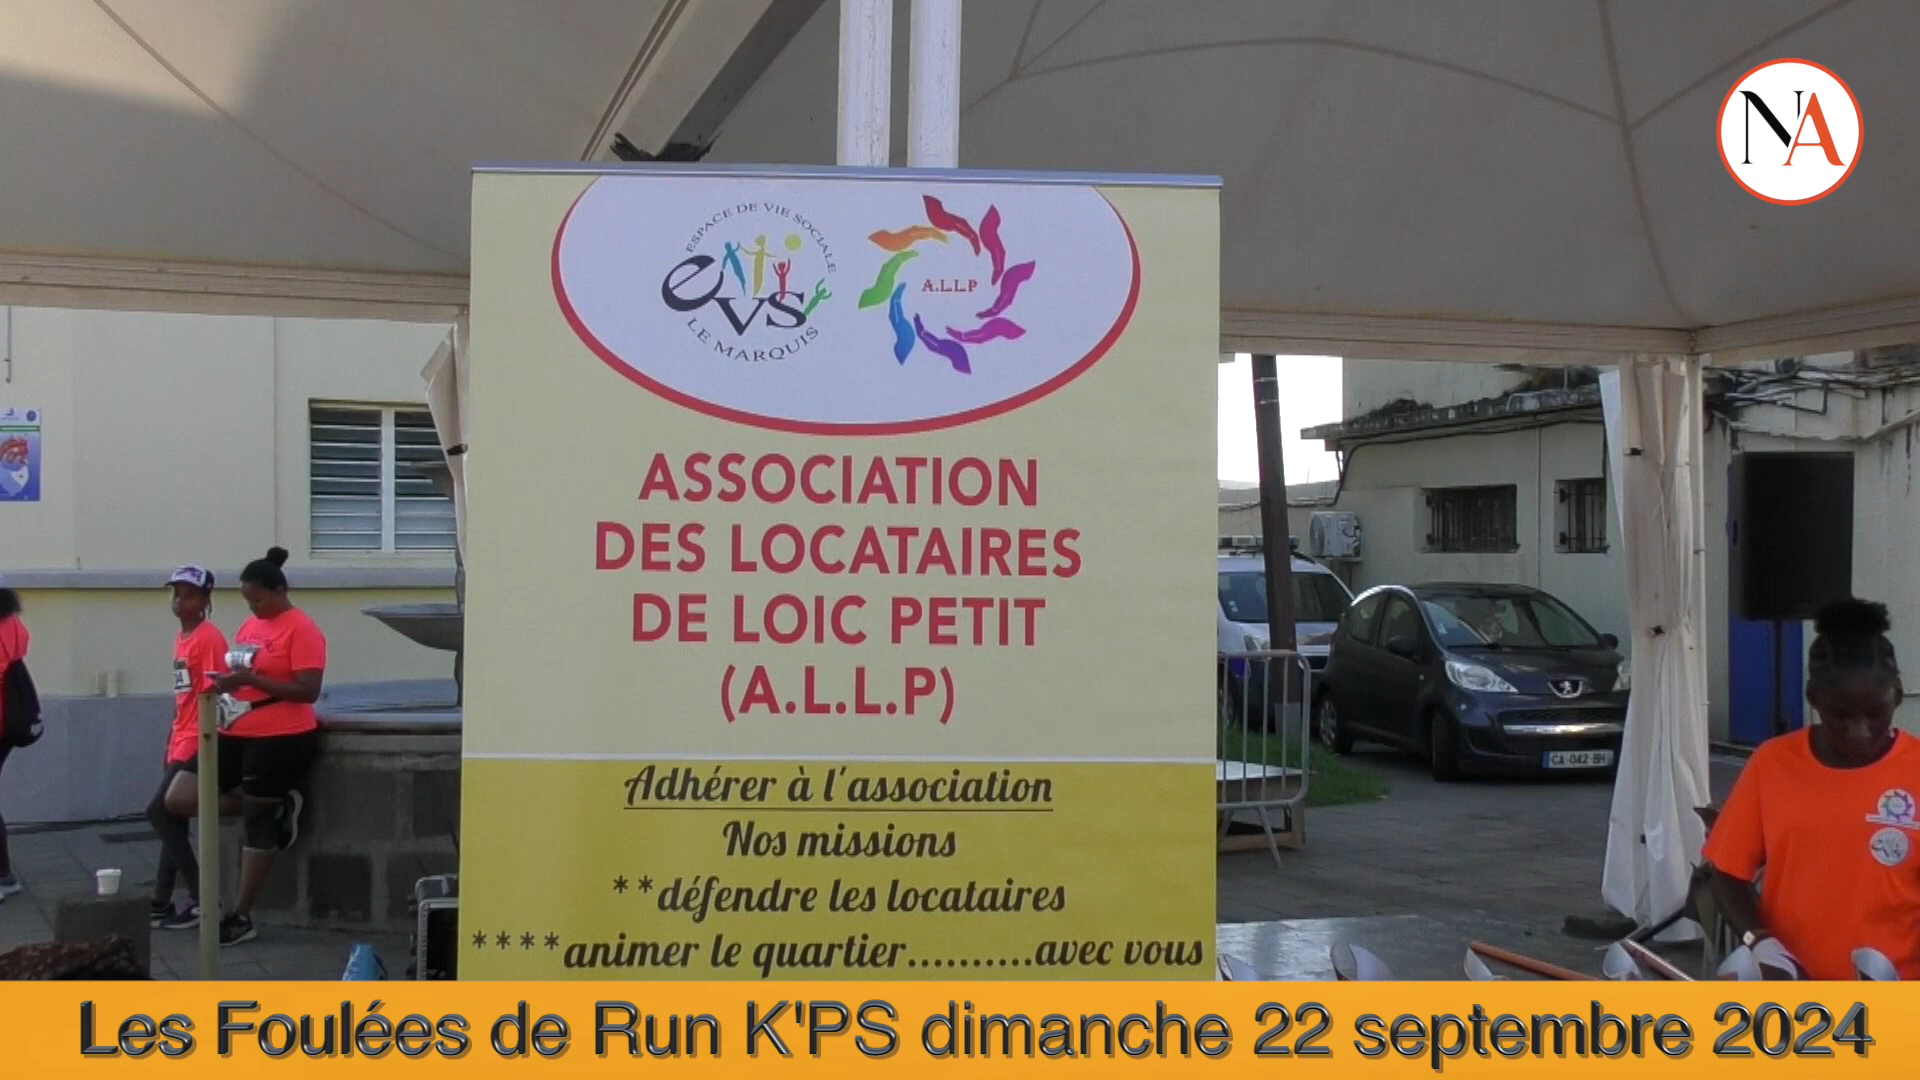 NA
ESPACE DE VIE SOCIALE
evs
LE MARQUIS
A.L.L.P
ASSOCIATION
DES LOCATAIRES
DE LOIC PETIT
(A.L.L.P)
Adhérer à l'association
Nos missions
**défendre les locataires
****animer le quartier..........avec vous
CA-042-BH
Les Foulées de Run K'PS dimanche 22 septembre 2024